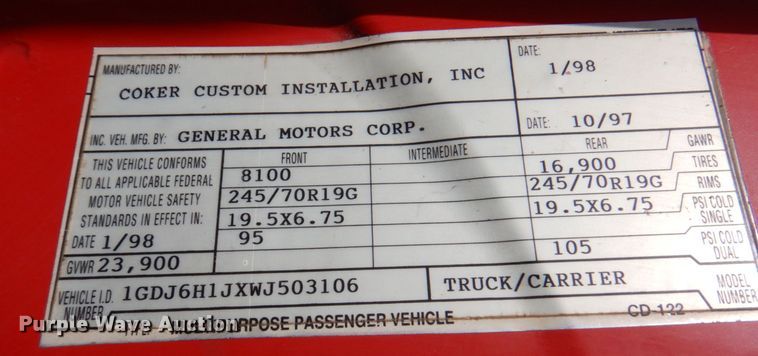 MANUFACTURED BY: DATE:
COKER CUSTOM INSTALLATION, INC 1/98
INC. VEH. MFG. BY: GENERAL MOTORS CORP. DATE: 10/97
THIS VEHICLE CONFORMS FRONT INTERMEDIATE REAR GAWR
TO ALL APPLICABLE FEDERAL 8100 16,900 TIRES
MOTOR VEHICLE SAFETY 245/70R19G 245/70R19G RIMS
STANDARDS IN EFFECT IN: 19.5X6.75 19.5X6.75 PSI COLD SINGLE
DATE 1/98 95 105 PSI COLD DUAL
GVWR 23,900
VEHICLE I.D. NUMBER 1GDJ6H1JXWJ503106 TRUCK/CARRIER MODEL NUMBER
PASSENGER VEHICLE CD-122
Purple Wave Auction